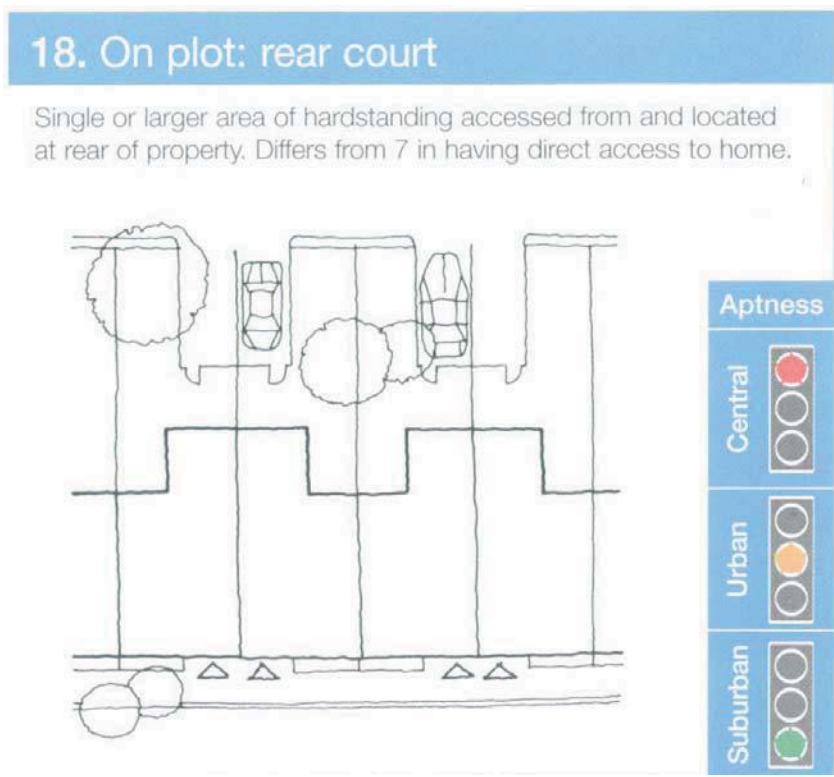 18. On plot: rear court
Single or larger area of hardstanding accessed from and located
at rear of property. Differs from 7 in having direct access to home.
Aptness
Central
Urban
Suburban